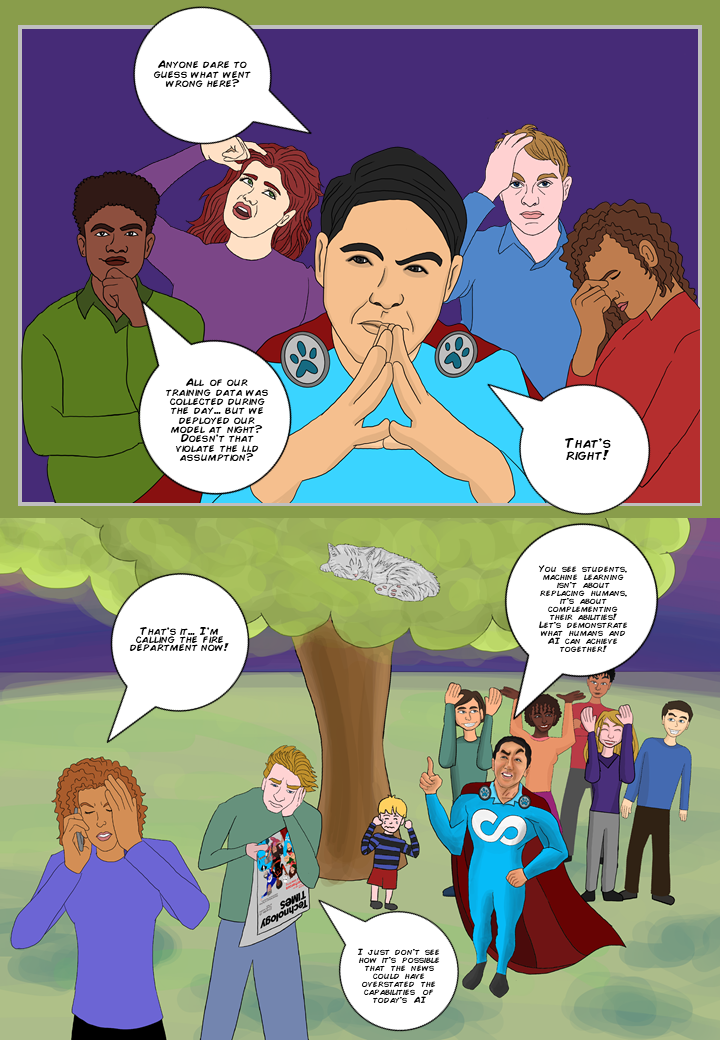 ANYONE DARE TO
GUESS WHAT WENT
WRONG HERE?
ALL OF OUR
TRAINING DATA WAS
COLLECTED DURING
THE DAY... BUT WE
DEPLOYED OUR
MODEL AT NIGHT?
DOESN'T THAT
VIOLATE THE I.I.D
ASSUMPTION?
THAT'S
RIGHT!
YOU SEE STUDENTS,
MACHINE LEARNING
ISN'T ABOUT
REPLACING HUMANS,
IT'S ABOUT
COMPLEMENTING
THEIR ABILITIES!
LET'S DEMONSTRATE
WHAT HUMANS AND
AI CAN ACHIEVE
TOGETHER!
THAT'S IT... I'M
CALLING THE FIRE
DEPARTMENT NOW!
Technology
TIMES
I JUST DON'T SEE
HOW IT'S POSSIBLE
THAT THE NEWS
COULD HAVE
OVERSTATED THE
CAPABILITIES OF
TODAY'S AI